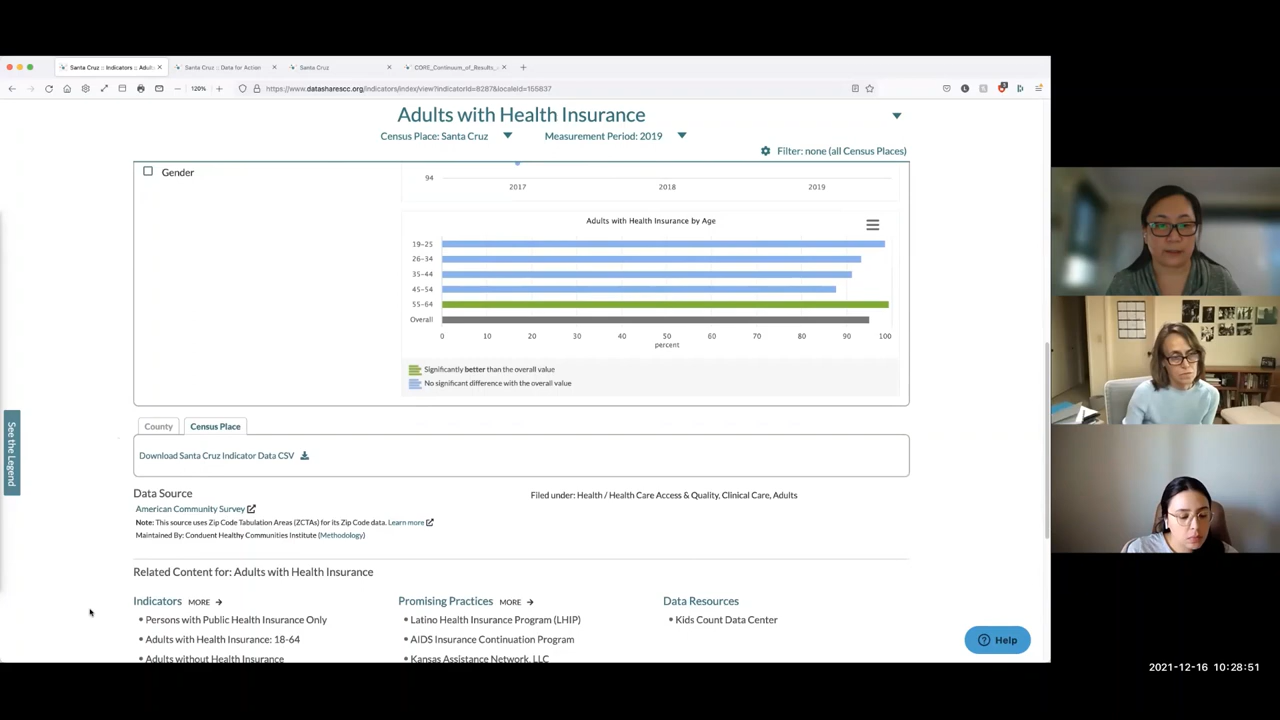 Santa Cruz :: Indicators :: Adult
Santa Cruz :: Data for Action
Santa Cruz
CORE_Continuum_of_Results_
120%
https://www.datasharescc.org/indicators/index/view?indicatorId=8287&localeId=155837
Adults with Health Insurance
Census Place: Santa Cruz
Measurement Period: 2019
Filter: none (all Census Places)
Gender
94
2017
2018
2019
Adults with Health Insurance by Age
19-25
26-34
35-44
45-54
55-64
Overall
0 10 20 30 40 50 60 70 80 90 100
percent
Significantly better than the overall value
No significant difference with the overall value
See the Legend
County
Census Place
Download Santa Cruz Indicator Data CSV
Data Source
Filed under: Health / Health Care Access & Quality, Clinical Care, Adults
American Community Survey
Note: This source uses Zip Code Tabulation Areas (ZCTAs) for its Zip Code data. Learn more
Maintained By: Conduent Healthy Communities Institute (Methodology)
Related Content for: Adults with Health Insurance
Indicators MORE
Persons with Public Health Insurance Only
Adults with Health Insurance: 18-64
Adults without Health Insurance
Promising Practices MORE
Latino Health Insurance Program (LHIP)
AIDS Insurance Continuation Program
Kansas Assistance Network, LLC
Data Resources
Kids Count Data Center
Help
2021-12-16 10:28:51